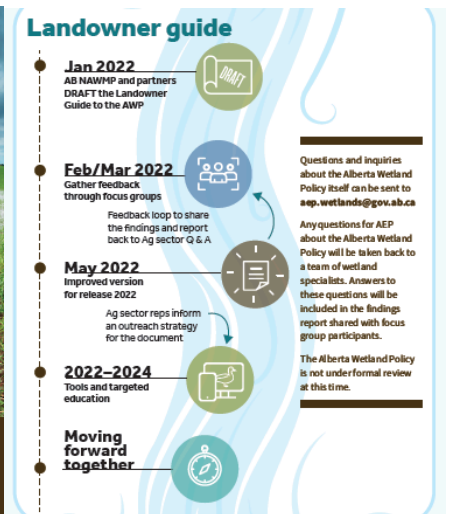 Landowner guide
Jan 2022
AB NAWMP and partners
DRAFT the Landowner
Guide to the AWP
DRAFT
Feb/Mar 2022
Gather feedback
through focus groups
Feedback loop to share
the findings and report
back to Ag sector Q & A
May 2022
Improved version
for release 2022
Ag sector reps inform
an outreach strategy
for the document
2022–2024
Tools and targeted
education
Moving
forward
together
Questions and inquiries
about the Alberta Wetland
Policy itself can be sent to
aep.wetlands@gov.ab.ca
Any questions for AEP
about the Alberta Wetland
Policy will be taken back to
a team of wetland
specialists. Answers to
these questions will be
included in the findings
report shared with focus
group participants.
The Alberta Wetland Policy
is not under formal review
at this time.